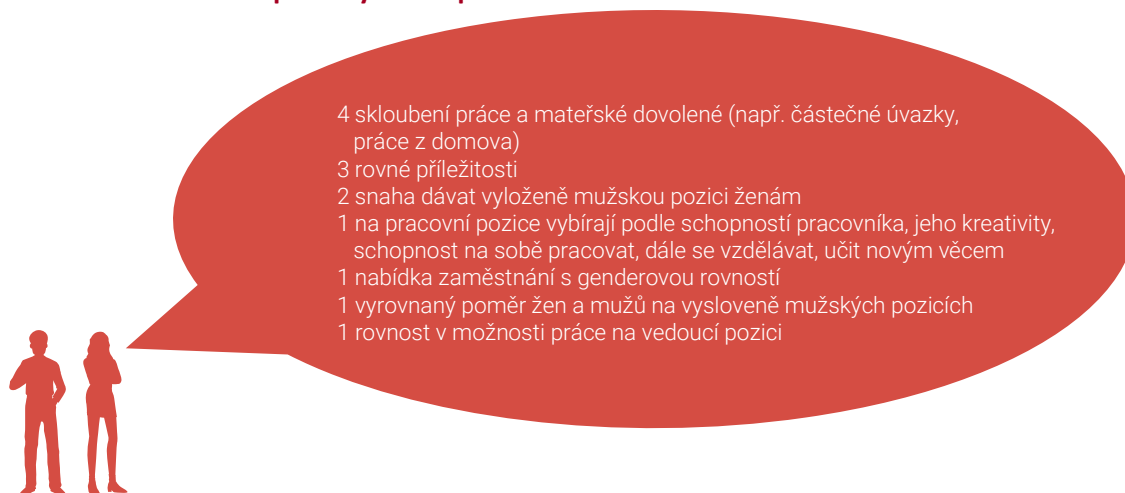 4 skloubení práce a mateřské dovolené (např. částečné úvazky,
práce z domova)
3 rovné příležitosti
2 snaha dávat vyloženě mužskou pozici ženám
1 na pracovní pozice vybírají podle schopností pracovníka, jeho kreativity,
schopnost na sobě pracovat, dále se vzdělávat, učit novým věcem
1 nabídka zaměstnání s genderovou rovností
1 vyrovnaný poměr žen a mužů na vysloveně mužských pozicích
1 rovnost v možnosti práce na vedoucí pozici